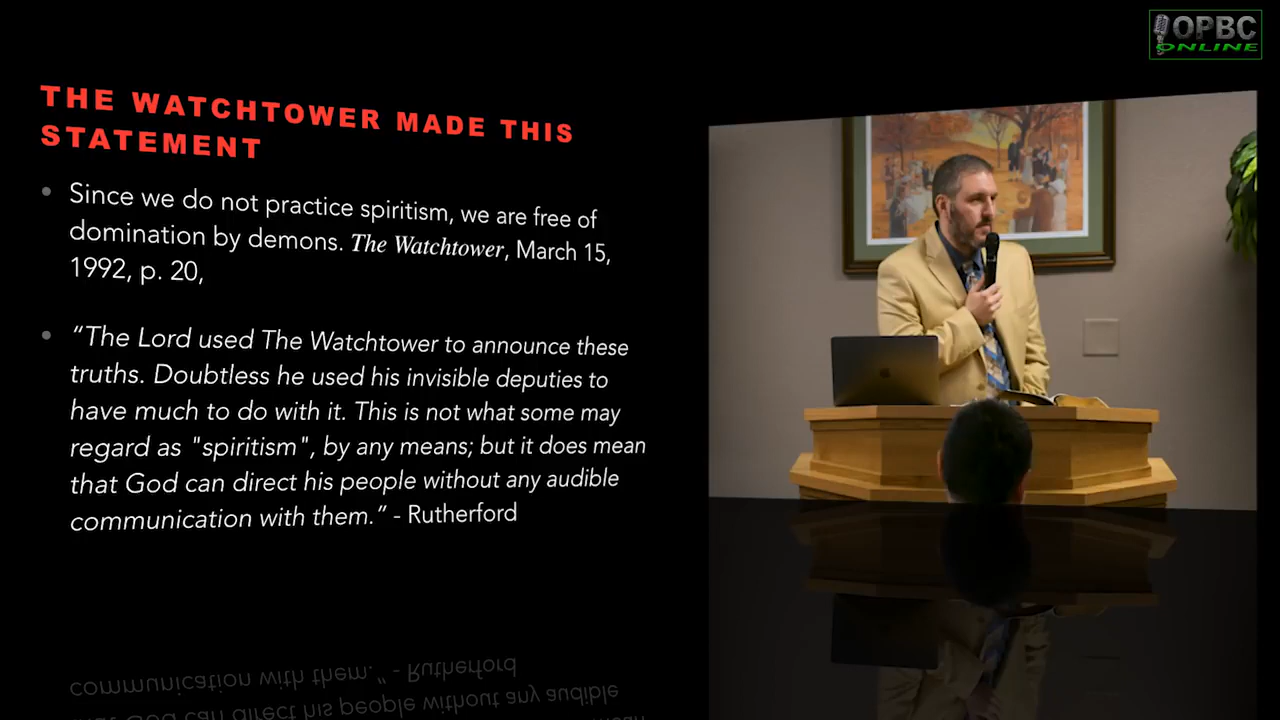 OPBC
ONLINE
THE WATCHTOWER MADE THIS
STATEMENT
• Since we do not practice spiritism, we are free of
domination by demons. The Watchtower, March 15,
1992, p. 20,
• “The Lord used The Watchtower to announce these
truths. Doubtless he used his invisible deputies to
have much to do with it. This is not what some may
regard as "spiritism", by any means; but it does mean
that God can direct his people without any audible
communication with them.” - Rutherford